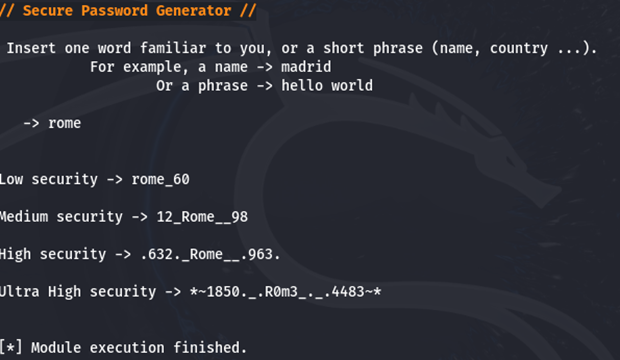 // Secure Password Generator //
Insert one word familiar to you, or a short phrase (name, country ...).
For example, a name -> madrid
Or a phrase -> hello world
-> rome
Low security -> rome_60
Medium security -> 12_Rome__98
High security -> .632._Rome__.963.
Ultra High security -> *~1850._.R0m3_._.4483~*
[*] Module execution finished.